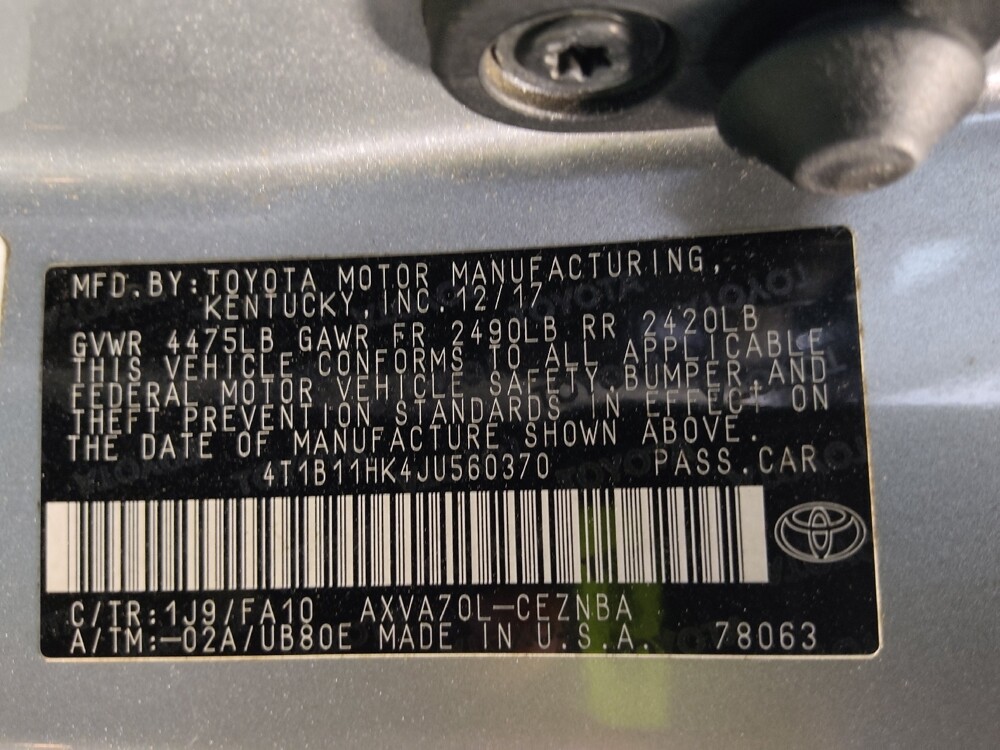 MFD.BY:TOYOTA MOTOR MANUFACTURING,
KENTUCKY,INC.12/17
GVWR 4475LB GAWR FR 2490LB RR 2420LB
THIS VEHICLE CONFORMS TO ALL APPLICABLE
FEDERAL MOTOR VEHICLE SAFETY,BUMPER,AND
THEFT PREVENTION STANDARDS IN EFFECT ON
THE DATE OF MANUFACTURE SHOWN ABOVE.
4T1B11HK4JU560370 PASS.CAR
C/TR:1J9/FA10 AXVA70L-CEZNBA
A/TM:-02A/UB80E MADE IN U.S.A. 78063